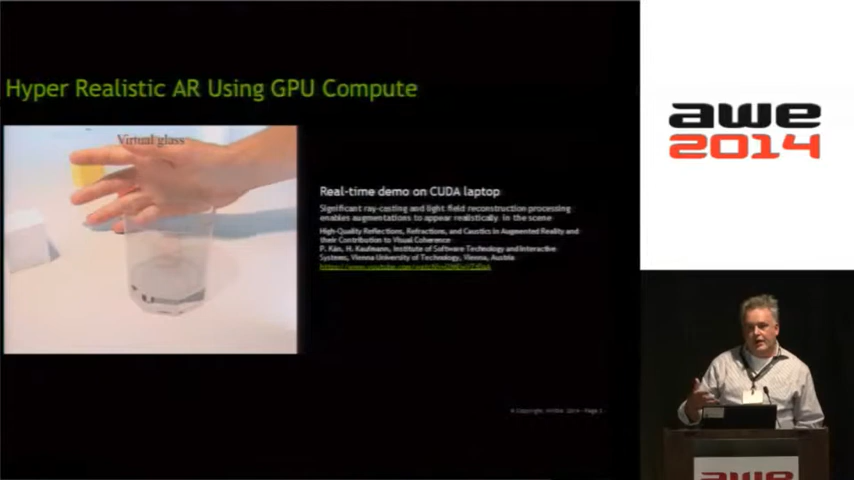 Hyper Realistic AR Using GPU Compute
Virtual glass
Real-time demo on CUDA laptop
Significant ray-casting and light field reconstruction processing
enables augmentations to appear realistically in the scene
High-Quality Reflections, Refractions, and Caustics in Augmented Reality and
their Contribution to Visual Coherence
P. Kán, H. Kaufmann, Institute of Software Technology and Interactive
Systems, Vienna University of Technology, Vienna, Austria
© Copyright 2014 - Page
awe
2014
awe